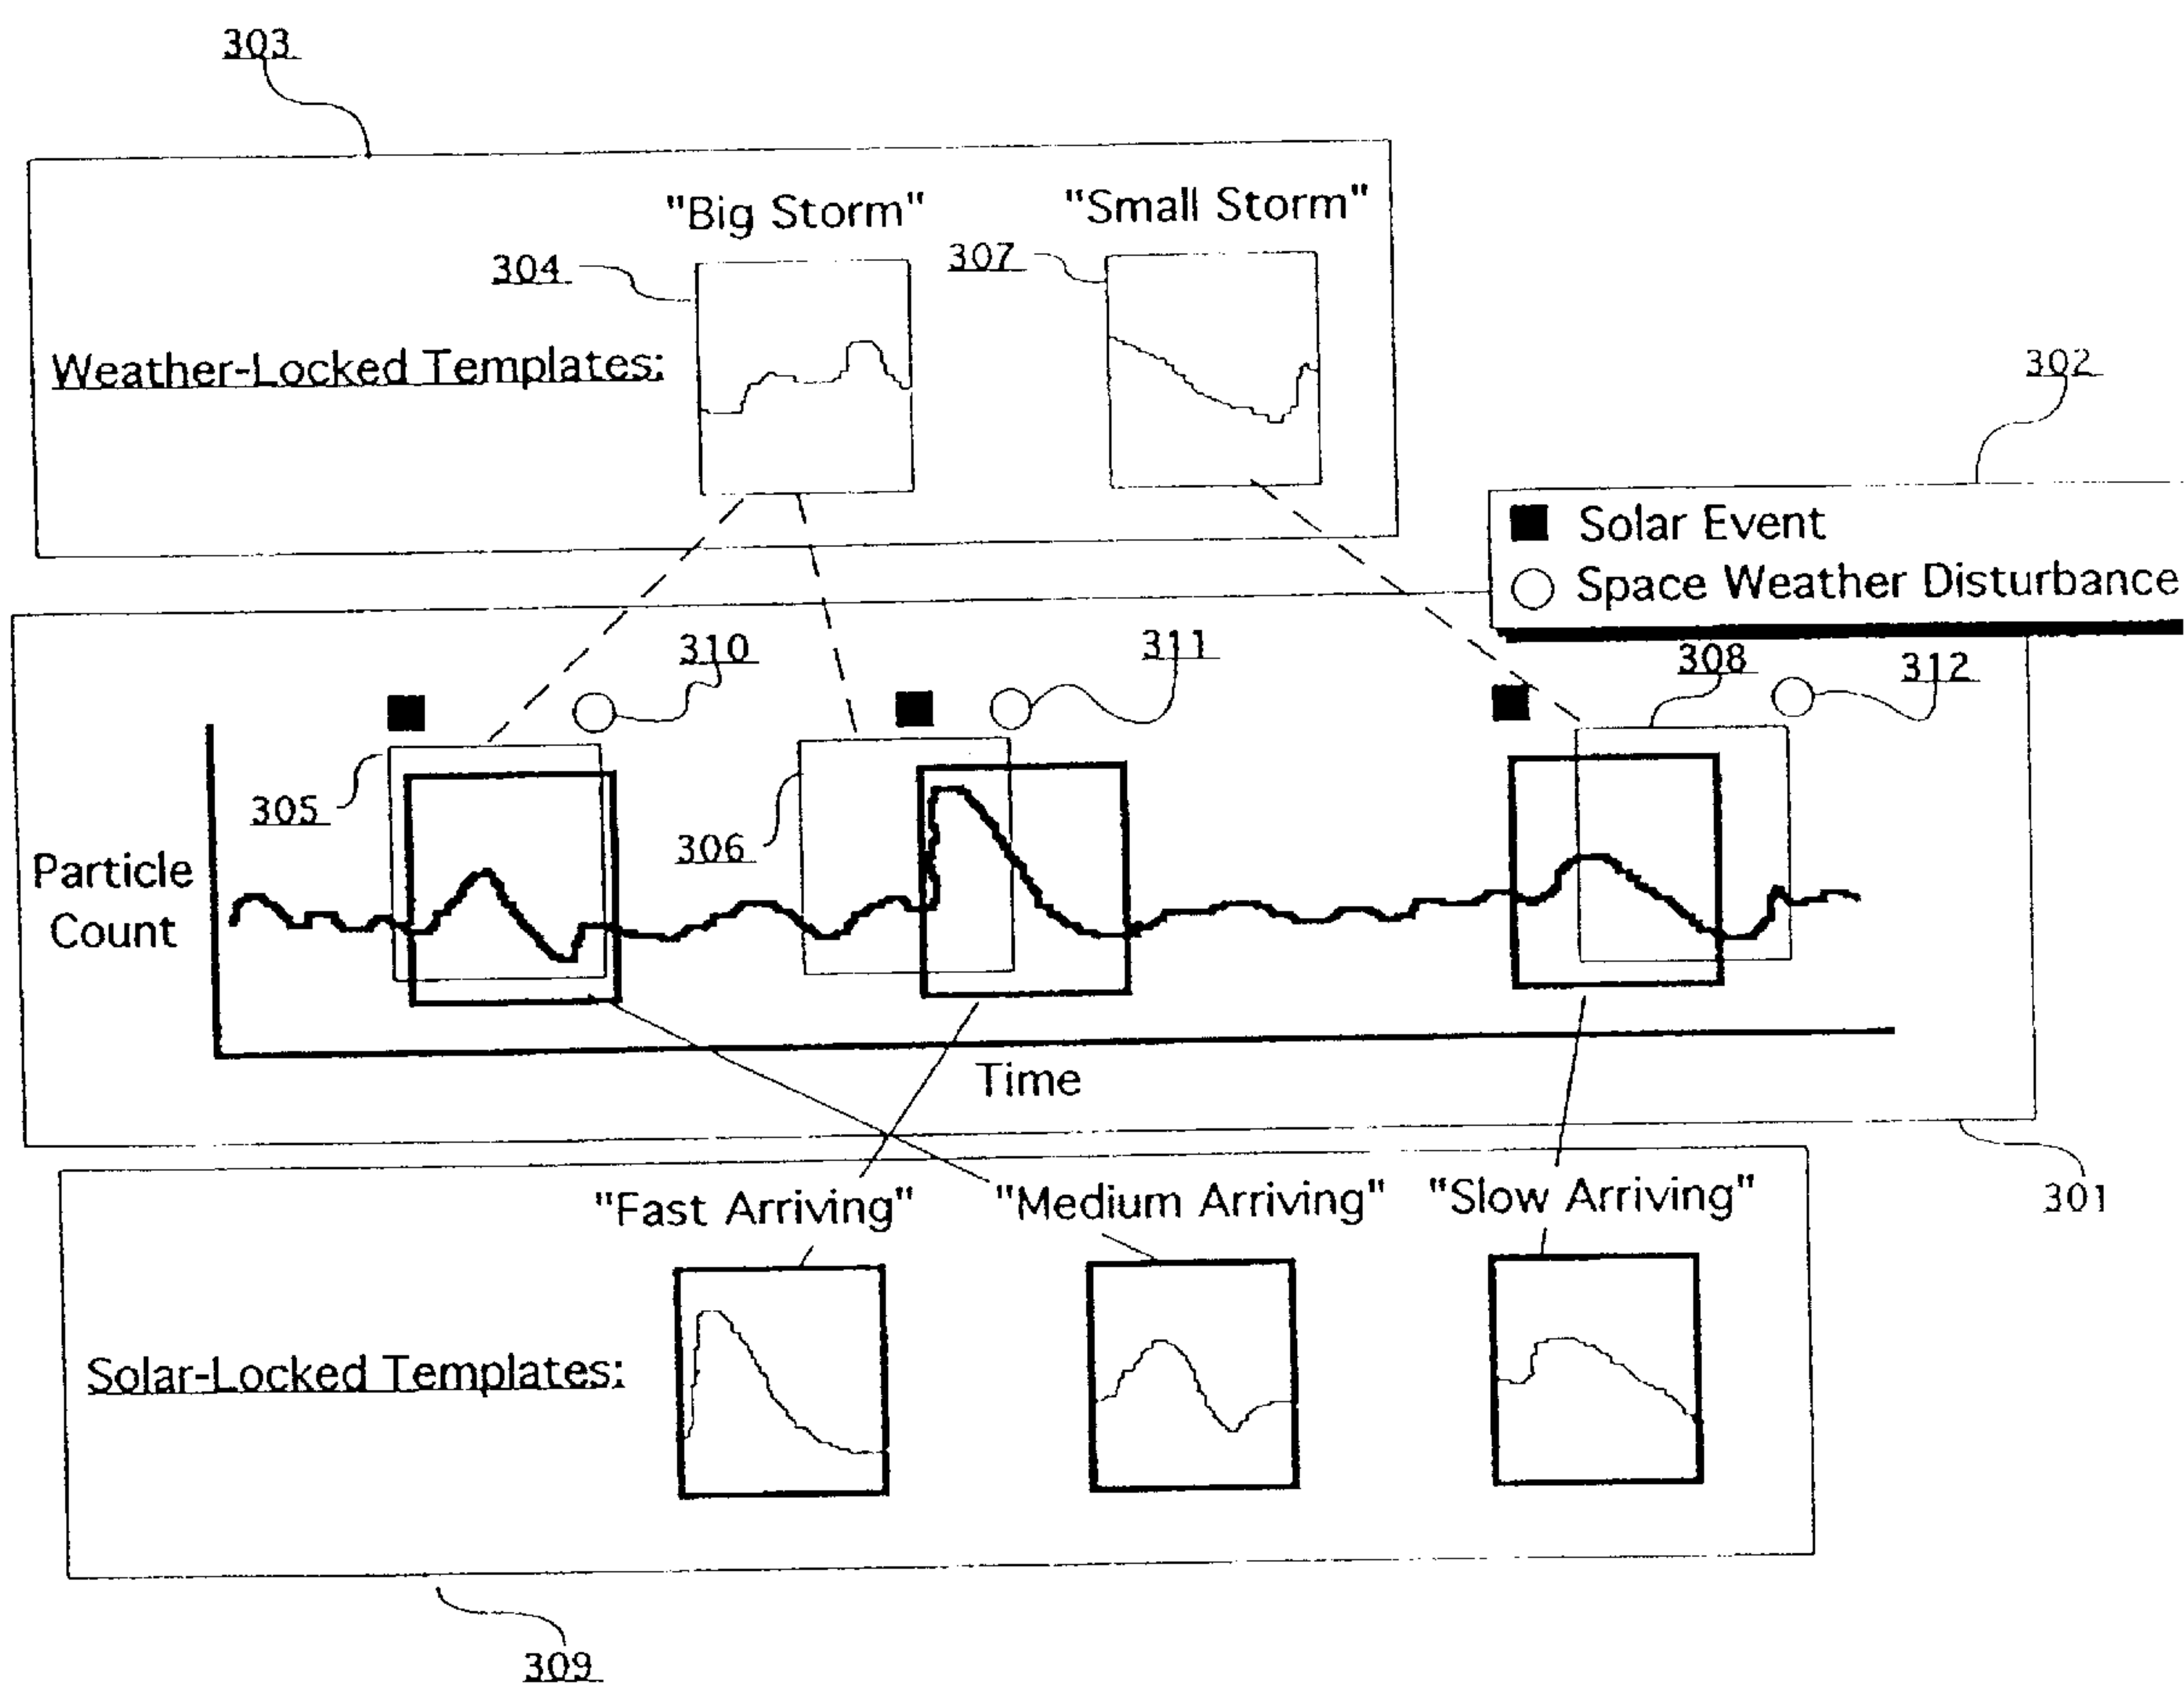 303
"Big Storm" "Small Storm"
304 307
Weather-Locked Templates:
302
Solar Event
Space Weather Disturbance
310 311 308 312
305
306
Particle
Count
Time
301
"Fast Arriving" "Medium Arriving" "Slow Arriving"
Solar-Locked Templates:
309